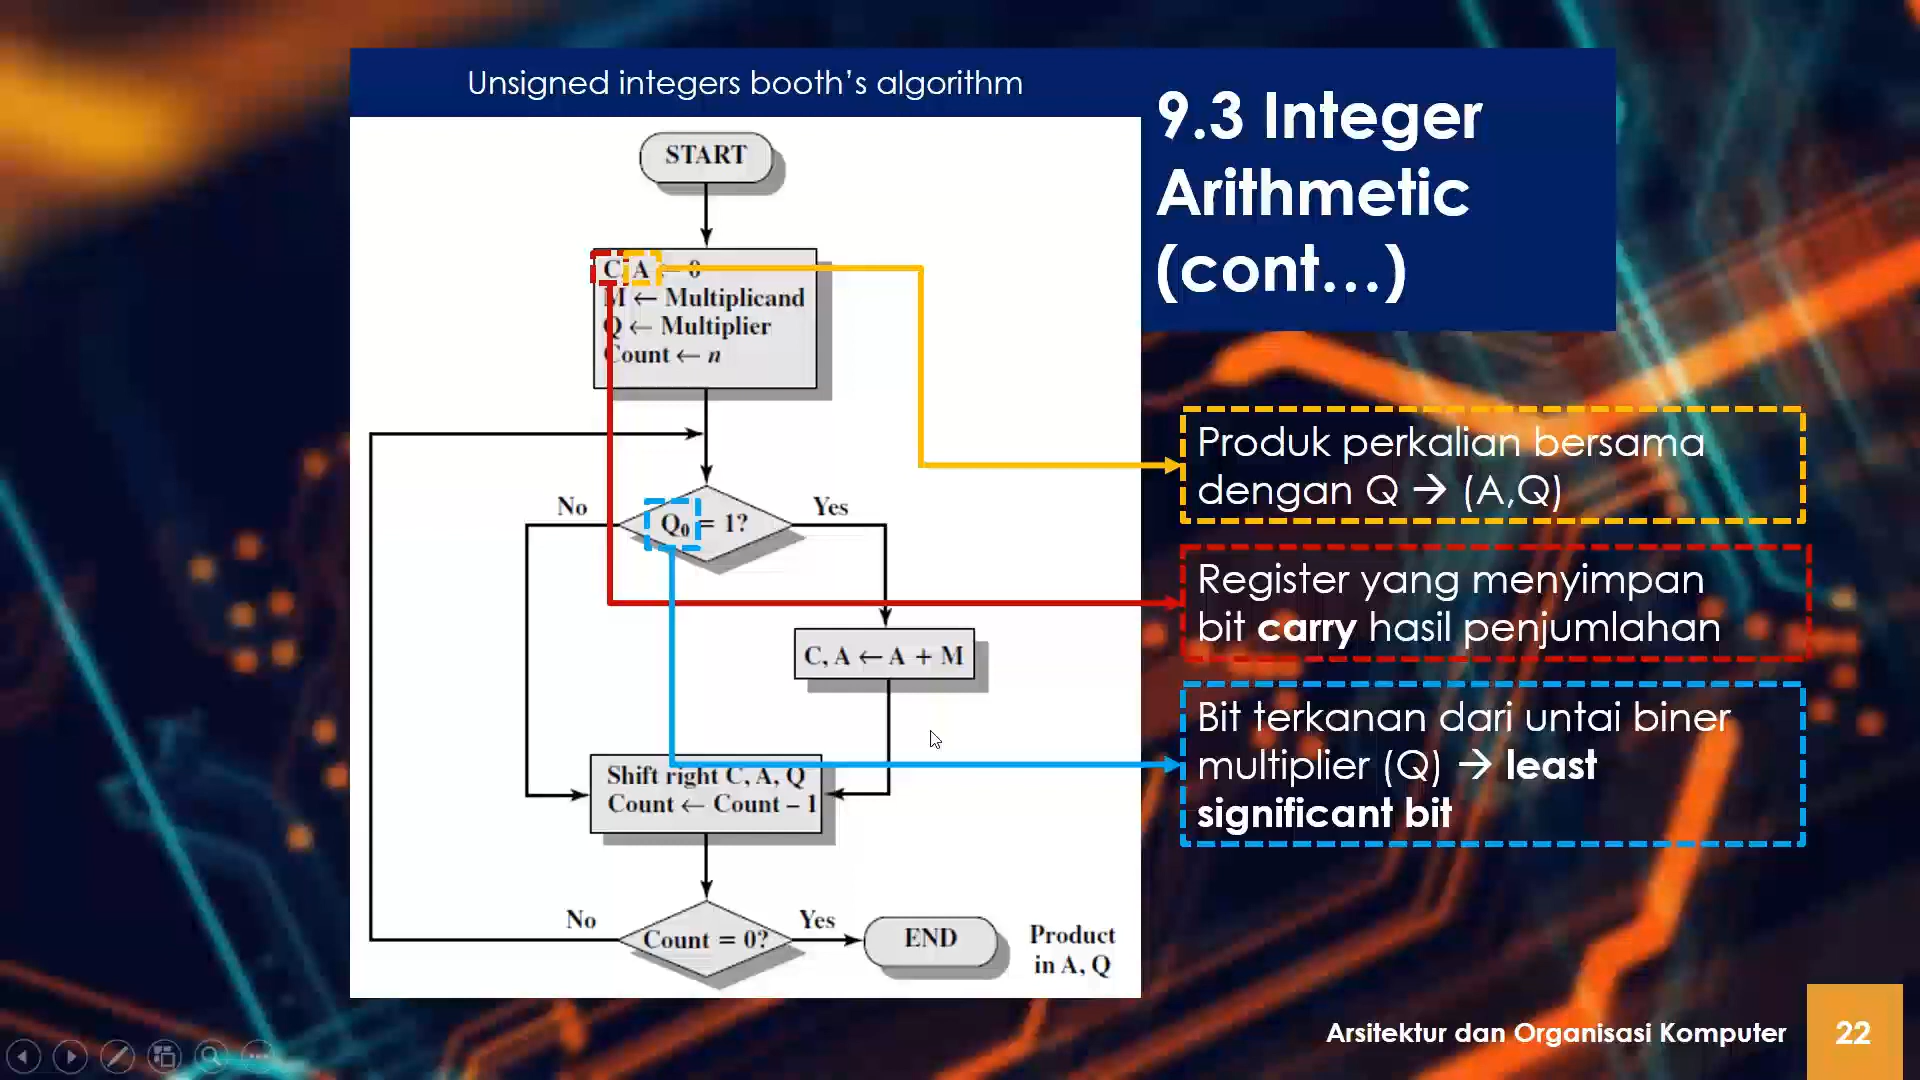 Unsigned integers booth's algorithm
9.3 Integer
Arithmetic
(cont...)
START
C, A ← 0
M ← Multiplicand
Q ← Multiplier
Count ← n
No
Q0 = 1?
Yes
C, A ← A + M
Shift right C, A, Q
Count ← Count – 1
No
Count = 0?
Yes
END
Product
in A, Q
Produk perkalian bersama
dengan Q → (A,Q)
Register yang menyimpan
bit carry hasil penjumlahan
Bit terkanan dari untai biner
multiplier (Q) → least
significant bit
Arsitektur dan Organisasi Komputer
22